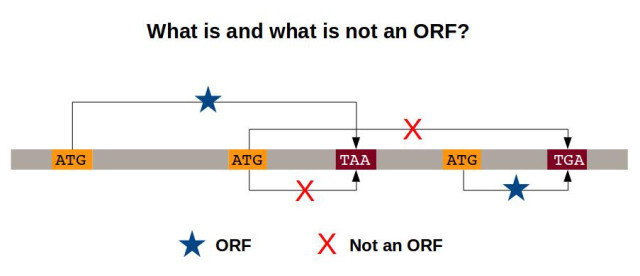 What is and what is not an ORF?
ATG ATG TAA ATG TGA
ORF Not an ORF